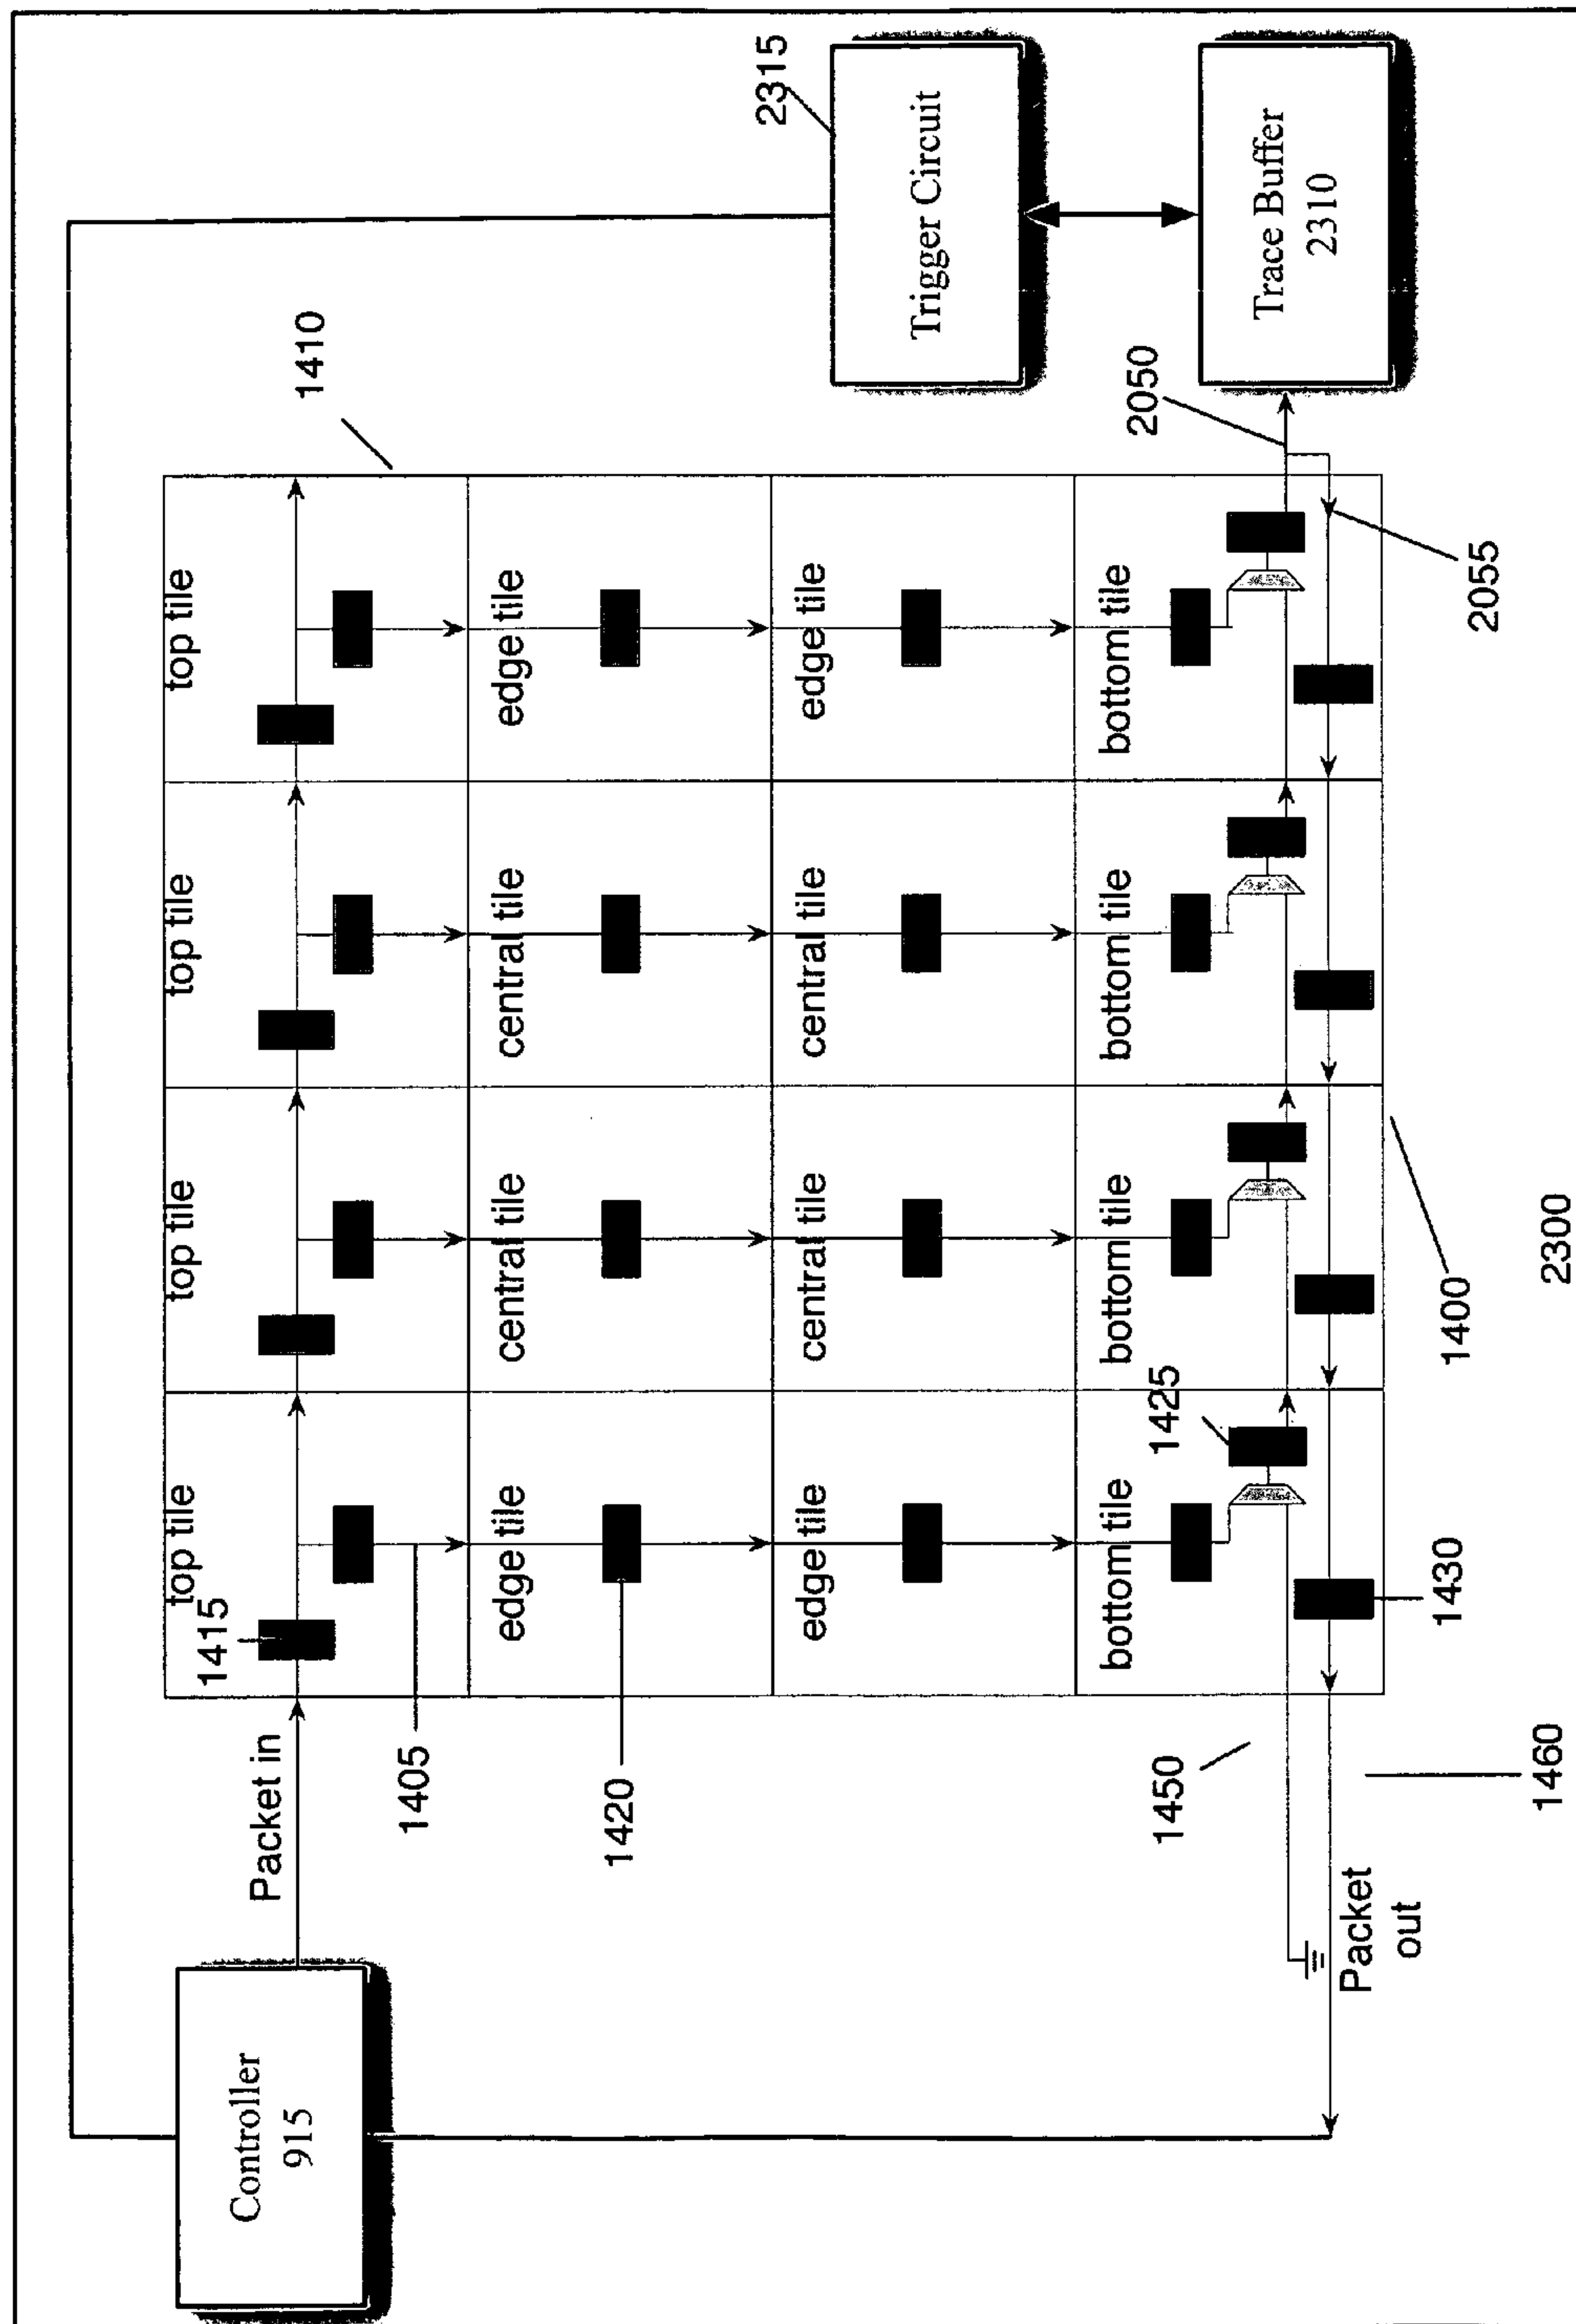 Controller
915
Packet in
1415
1405
1420
top tile
top tile
top tile
top tile
1410
edge tile
central tile
central tile
edge tile
edge tile
central tile
central tile
edge tile
bottom tile
bottom tile
bottom tile
bottom tile
1425
1450
1460
1430
Packet
out
1400
2300
2050
2055
2315
Trigger Circuit
Trace Buffer
2310